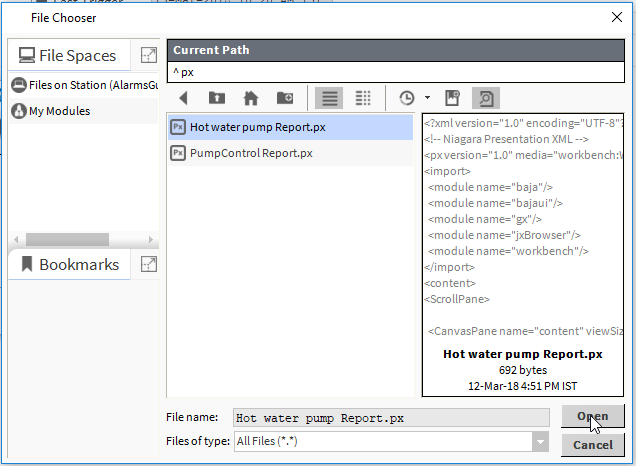 File Chooser
File Spaces
Files on Station (AlarmsGu
My Modules
Bookmarks
Current Path
^px
Px Hot water pump Report.px
Px PumpControl Report.px
<?xml version="1.0" encoding="UTF-8"?
<!-- Niagara Presentation XML -->
<px version="1.0" media="workbench:W
<import>
<module name="baja"/>
<module name="bajaui"/>
<module name="gx"/>
<module name="jxBrowser"/>
<module name="workbench"/>
</import>
<content>
<ScrollPane>
<CanvasPane name="content" viewSiz
Hot water pump Report.px
692 bytes
12-Mar-18 4:51 PM IST
File name: Hot water pump Report.px Open
Files of type: All Files (*.*) Cancel